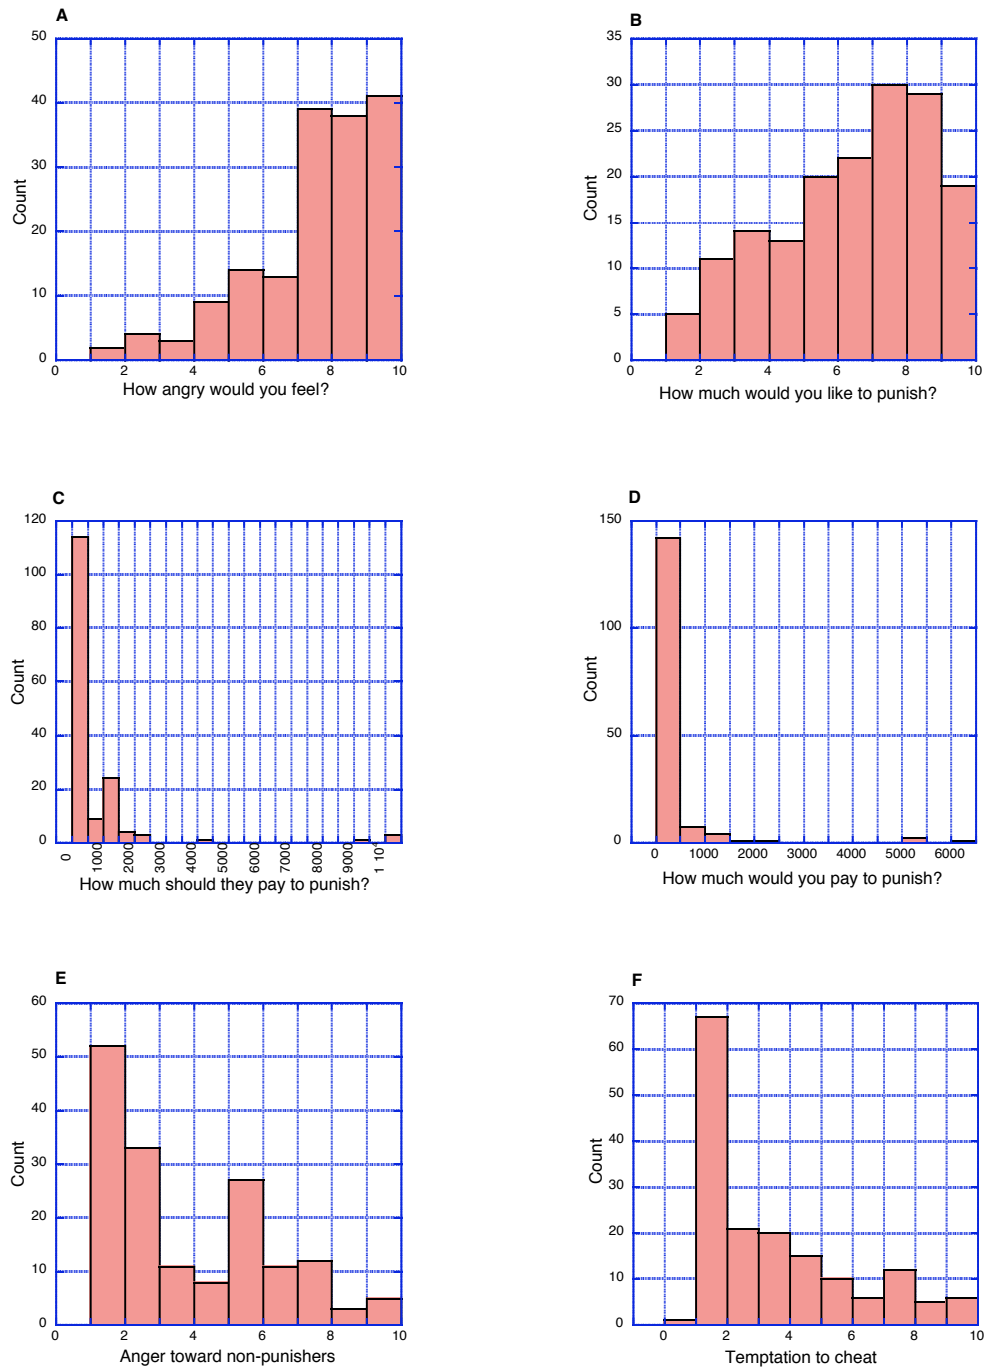 A
50
40
30
20
10
0
Count
0 2 4 6 8 10
How angry would you feel?
B
35
30
25
20
15
10
5
0
Count
0 2 4 6 8 10
How much would you like to punish?
C
120
100
80
60
40
20
0
Count
0 1000 2000 3000 4000 5000 6000 7000 8000 9000 1 10⁴
How much should they pay to punish?
D
150
100
50
0
Count
0 1000 2000 3000 4000 5000 6000
How much would you pay to punish?
E
60
50
40
30
20
10
0
Count
0 2 4 6 8 10
Anger toward non-punishers
F
70
60
50
40
30
20
10
0
Count
0 2 4 6 8 10
Temptation to cheat